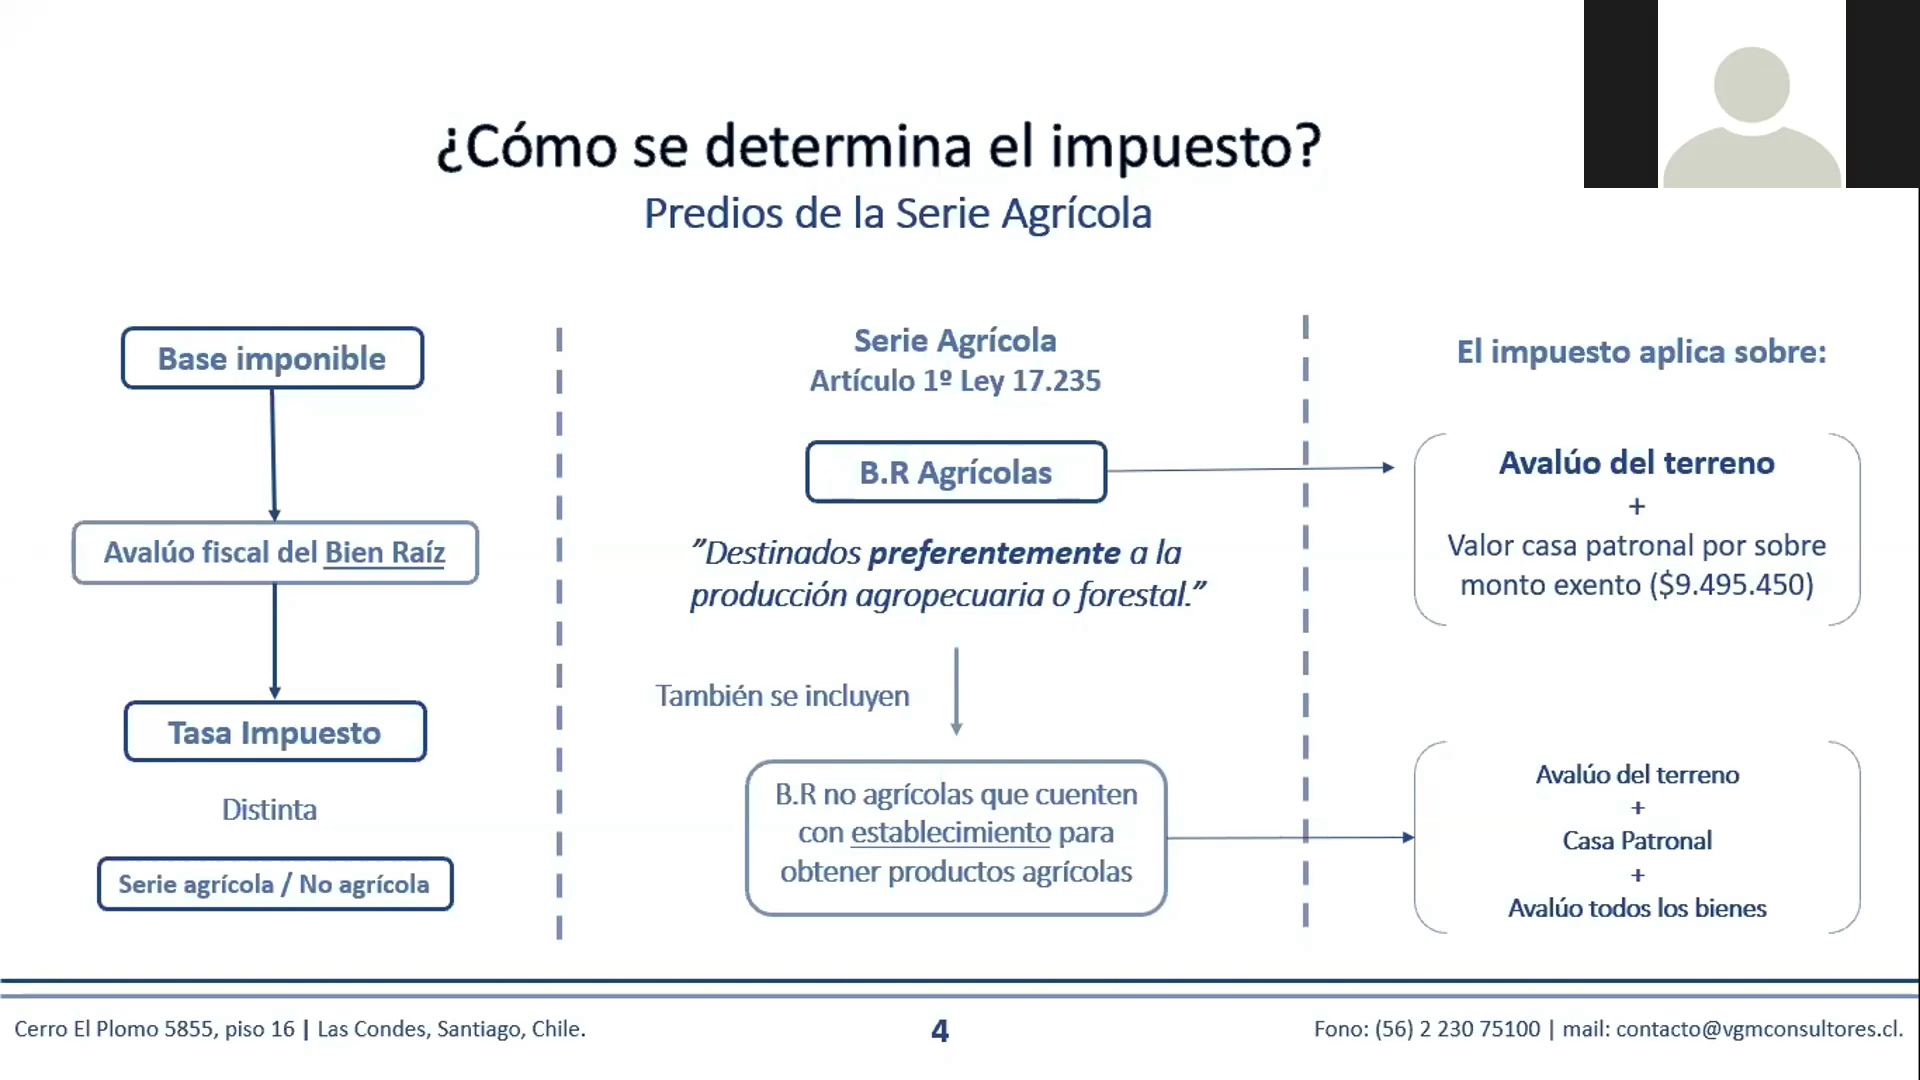 ¿Cómo se determina el impuesto?
Predios de la Serie Agrícola
Base imponible
Avalúo fiscal del Bien Raíz
Tasa Impuesto
Distinta
Serie agrícola / No agrícola
Serie Agrícola
Artículo 1º Ley 17.235
B.R Agrícolas
”Destinados preferentemente a la
producción agropecuaria o forestal.”
También se incluyen
B.R no agrícolas que cuenten
con establecimiento para
obtener productos agrícolas
El impuesto aplica sobre:
Avalúo del terreno
+
Valor casa patronal por sobre
monto exento ($9.495.450)
Avalúo del terreno
+
Casa Patronal
+
Avalúo todos los bienes
Cerro El Plomo 5855, piso 16 | Las Condes, Santiago, Chile.
4
Fono: (56) 2 230 75100 | mail: contacto@vgmconsultores.cl.